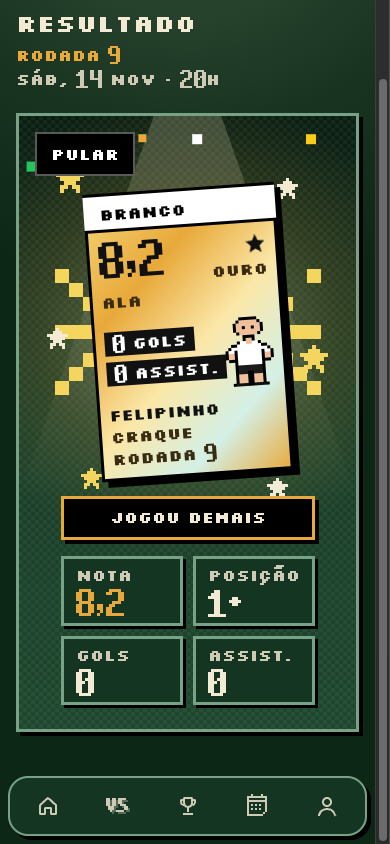 RESULTADO
RODADA 9
SÁB, 14 NOV · 20H
PULAR
BRANCO
8,2
OURO
ALA
0 GOLS
0 ASSIST.
FELIPINHO
CRAQUE
RODADA 9
JOGOU DEMAIS
NOTA
8,2
POSIÇÃO
1º
GOLS
0
ASSIST.
0
VS